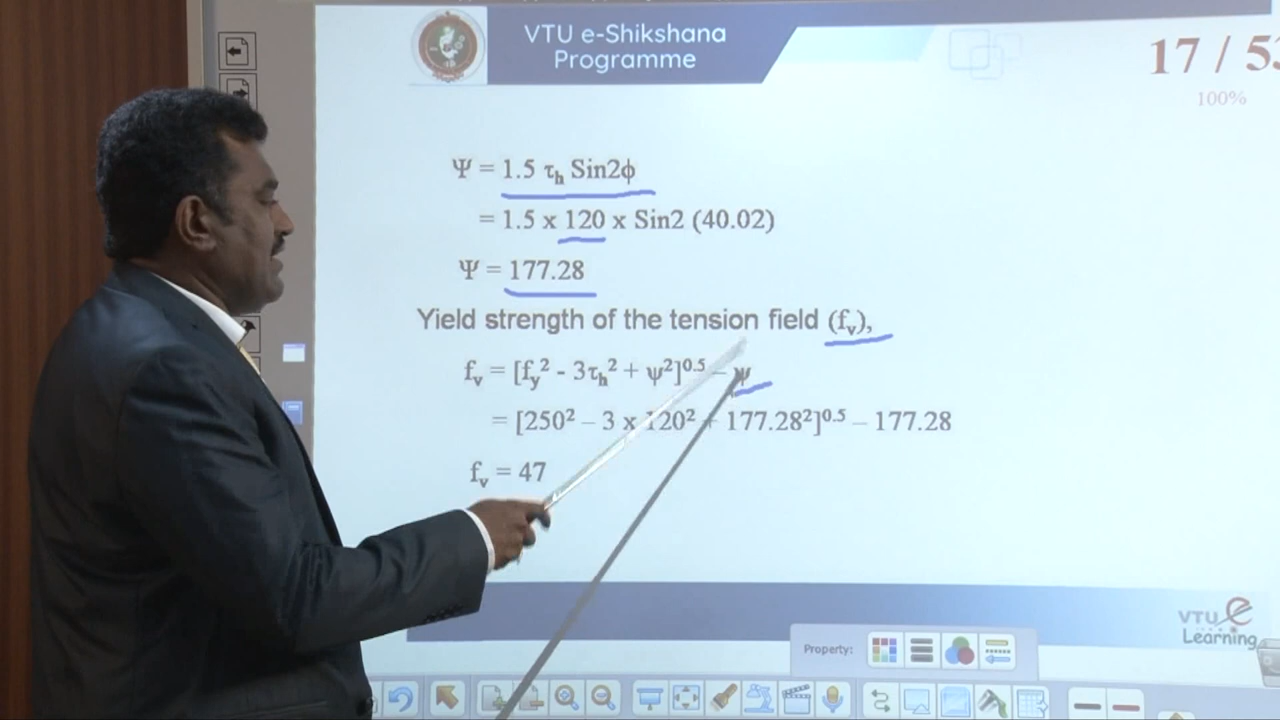 VTU e-Shikshana
Programme
17 / 53
100%
Ψ = 1.5 τh Sin2ϕ
= 1.5 x 120 x Sin2 (40.02)
Ψ = 177.28
Yield strength of the tension field (fv),
fv = [fy² - 3τh² + ψ²]⁰·⁵ – ψ
= [250² – 3 x 120² + 177.28²]⁰·⁵ – 177.28
fv = 47
VTU e
Learning
Property: